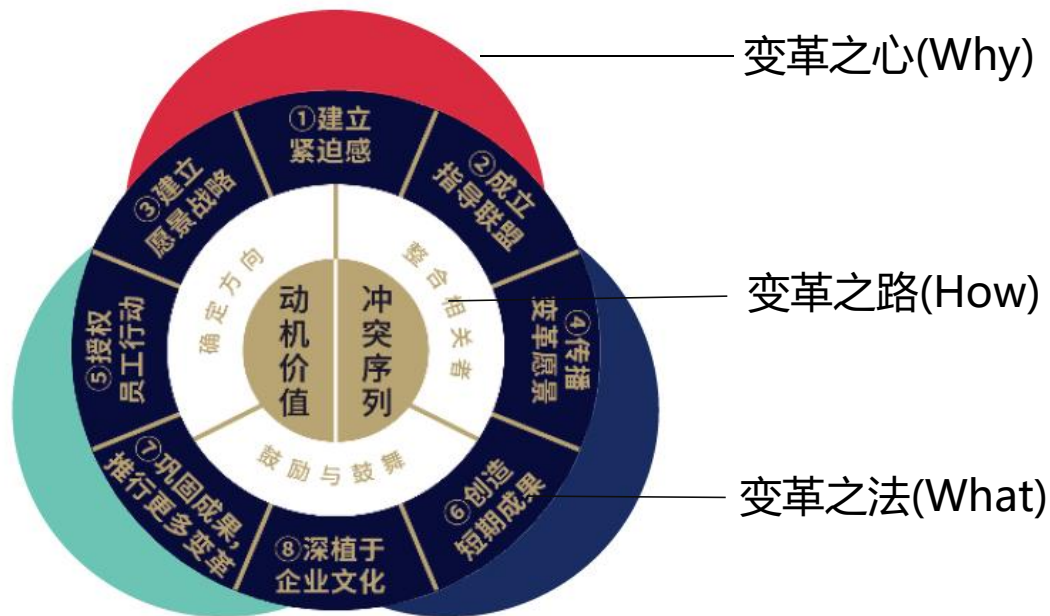 变革之心(Why)
①建立
紧迫感
②成立
指导联盟
③建立
愿景战略
确定方向
整合相关者
变革之路(How)
动机价值
冲突序列
④传播
变革愿景
⑤授权
员工行动
鼓励与鼓舞
变革之法(What)
⑥创造
短期成果
⑦巩固成果，
推行更多变革
⑧深植于
企业文化